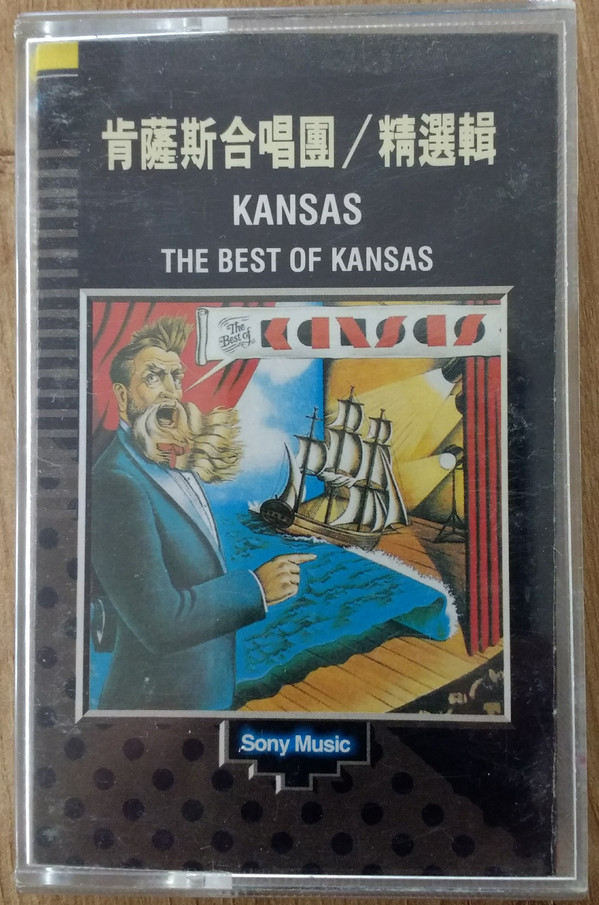 肯薩斯合唱團／精選輯
KANSAS
THE BEST OF KANSAS
The
Best of
KANSAS
Sony Music